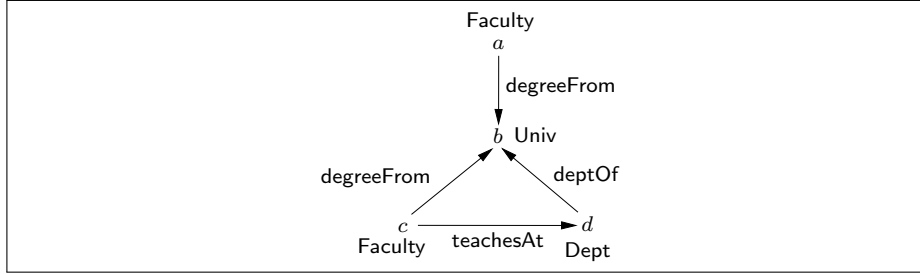 Faculty
a
degreeFrom
b Univ
degreeFrom deptOf
c d
teachesAt
Faculty Dept